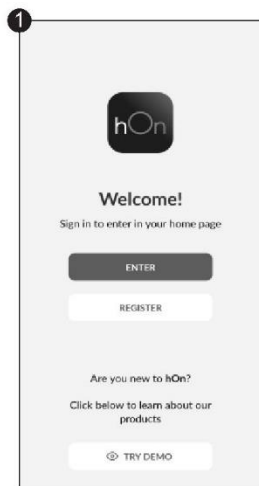 1
hOn
Welcome!
Sign in to enter in your home page
ENTER
REGISTER
Are you new to hOn?
Click below to learn about our
products
TRY DEMO